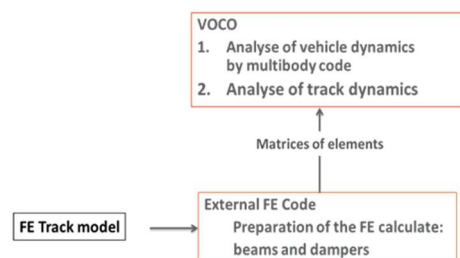 VOCO
1. Analyse of vehicle dynamics
by multibody code
2. Analyse of track dynamics
Matrices of elements
External FE Code
Preparation of the FE calculate:
beams and dampers
FE Track model